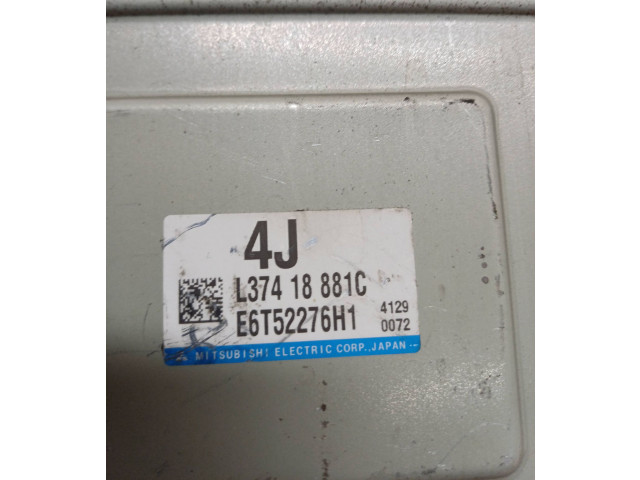 4J
L374 18 881C
E6T52276H1
4129
0072
MITSUBISHI ELECTRIC CORP., JAPAN